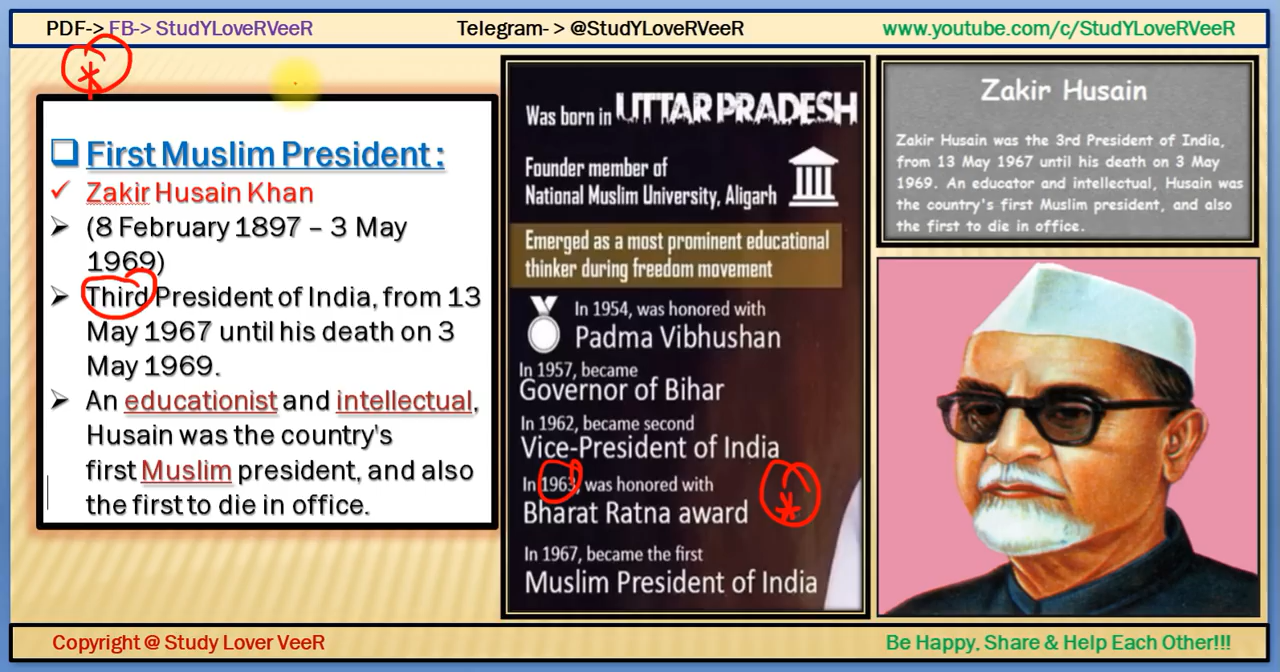 PDF-> FB-> StudYLoverVeeR
Telegram- > @StudYLoveRVeeR
www.youtube.com/c/StudYLoveRVeeR
First Muslim President :
Zakir Husain Khan
(8 February 1897 – 3 May
1969)
Third President of India, from 13
May 1967 until his death on 3
May 1969.
An educationist and intellectual,
Husain was the country's
first Muslim president, and also
the first to die in office.
Was born in UTTAR PRADESH
Founder member of
National Muslim University, Aligarh
Emerged as a most prominent educational
thinker during freedom movement
In 1954, was honored with
Padma Vibhushan
In 1957, became
Governor of Bihar
In 1962, became second
Vice-President of India
In 1963, was honored with
Bharat Ratna award
In 1967, became the first
Muslim President of India
Zakir Husain
Zakir Husain was the 3rd President of India,
from 13 May 1967 until his death on 3 May
1969. An educator and intellectual, Husain was
the country's first Muslim president, and also
the first to die in office.
Copyright @ Study Lover VeeR
Be Happy, Share & Help Each Other!!!